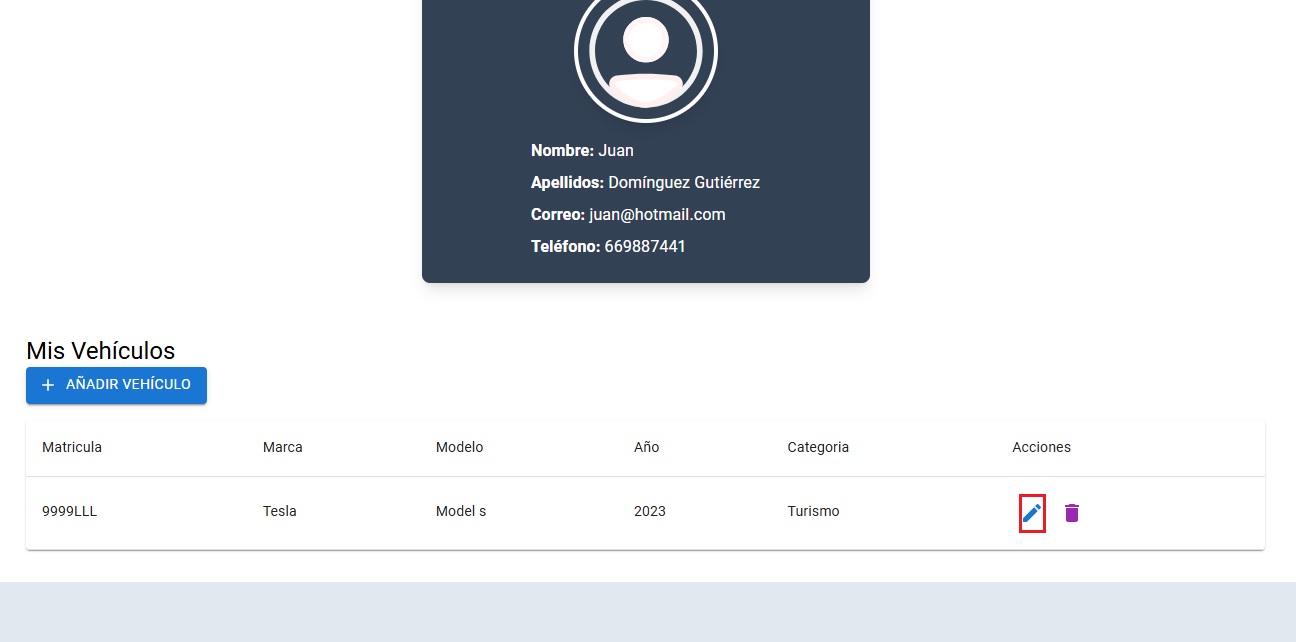 Nombre: Juan
Apellidos: Domínguez Gutiérrez
Correo: juan@hotmail.com
Teléfono: 669887441
Mis Vehículos
+ AÑADIR VEHÍCULO
Matricula Marca Modelo Año Categoria Acciones
9999LLL Tesla Model s 2023 Turismo